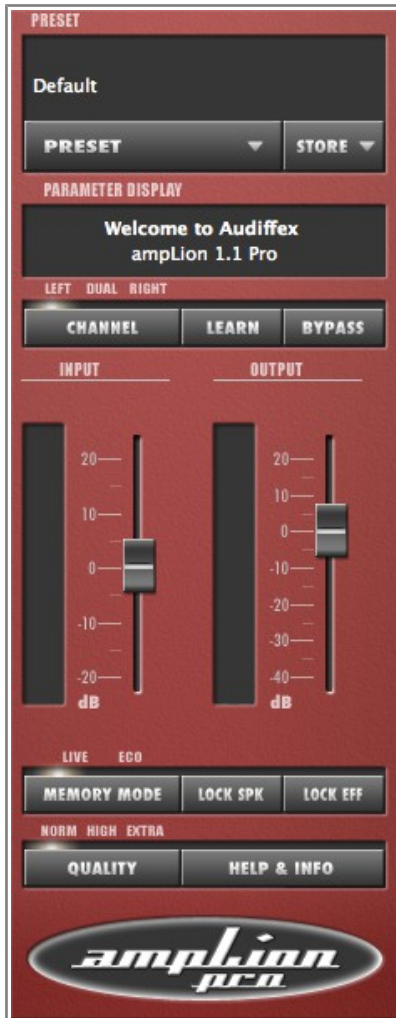 PRESET
Default
PRESET STORE
PARAMETER DISPLAY
Welcome to Audiffex
ampLion 1.1 Pro
LEFT DUAL RIGHT
CHANNEL LEARN BYPASS
INPUT OUTPUT
20 20
10 10
0 0
-10 -10
-20 -20
-30
-40
dB dB
LIVE ECO
MEMORY MODE LOCK SPK LOCK EFF
NORM HIGH EXTRA
QUALITY HELP & INFO
ampLion
pro